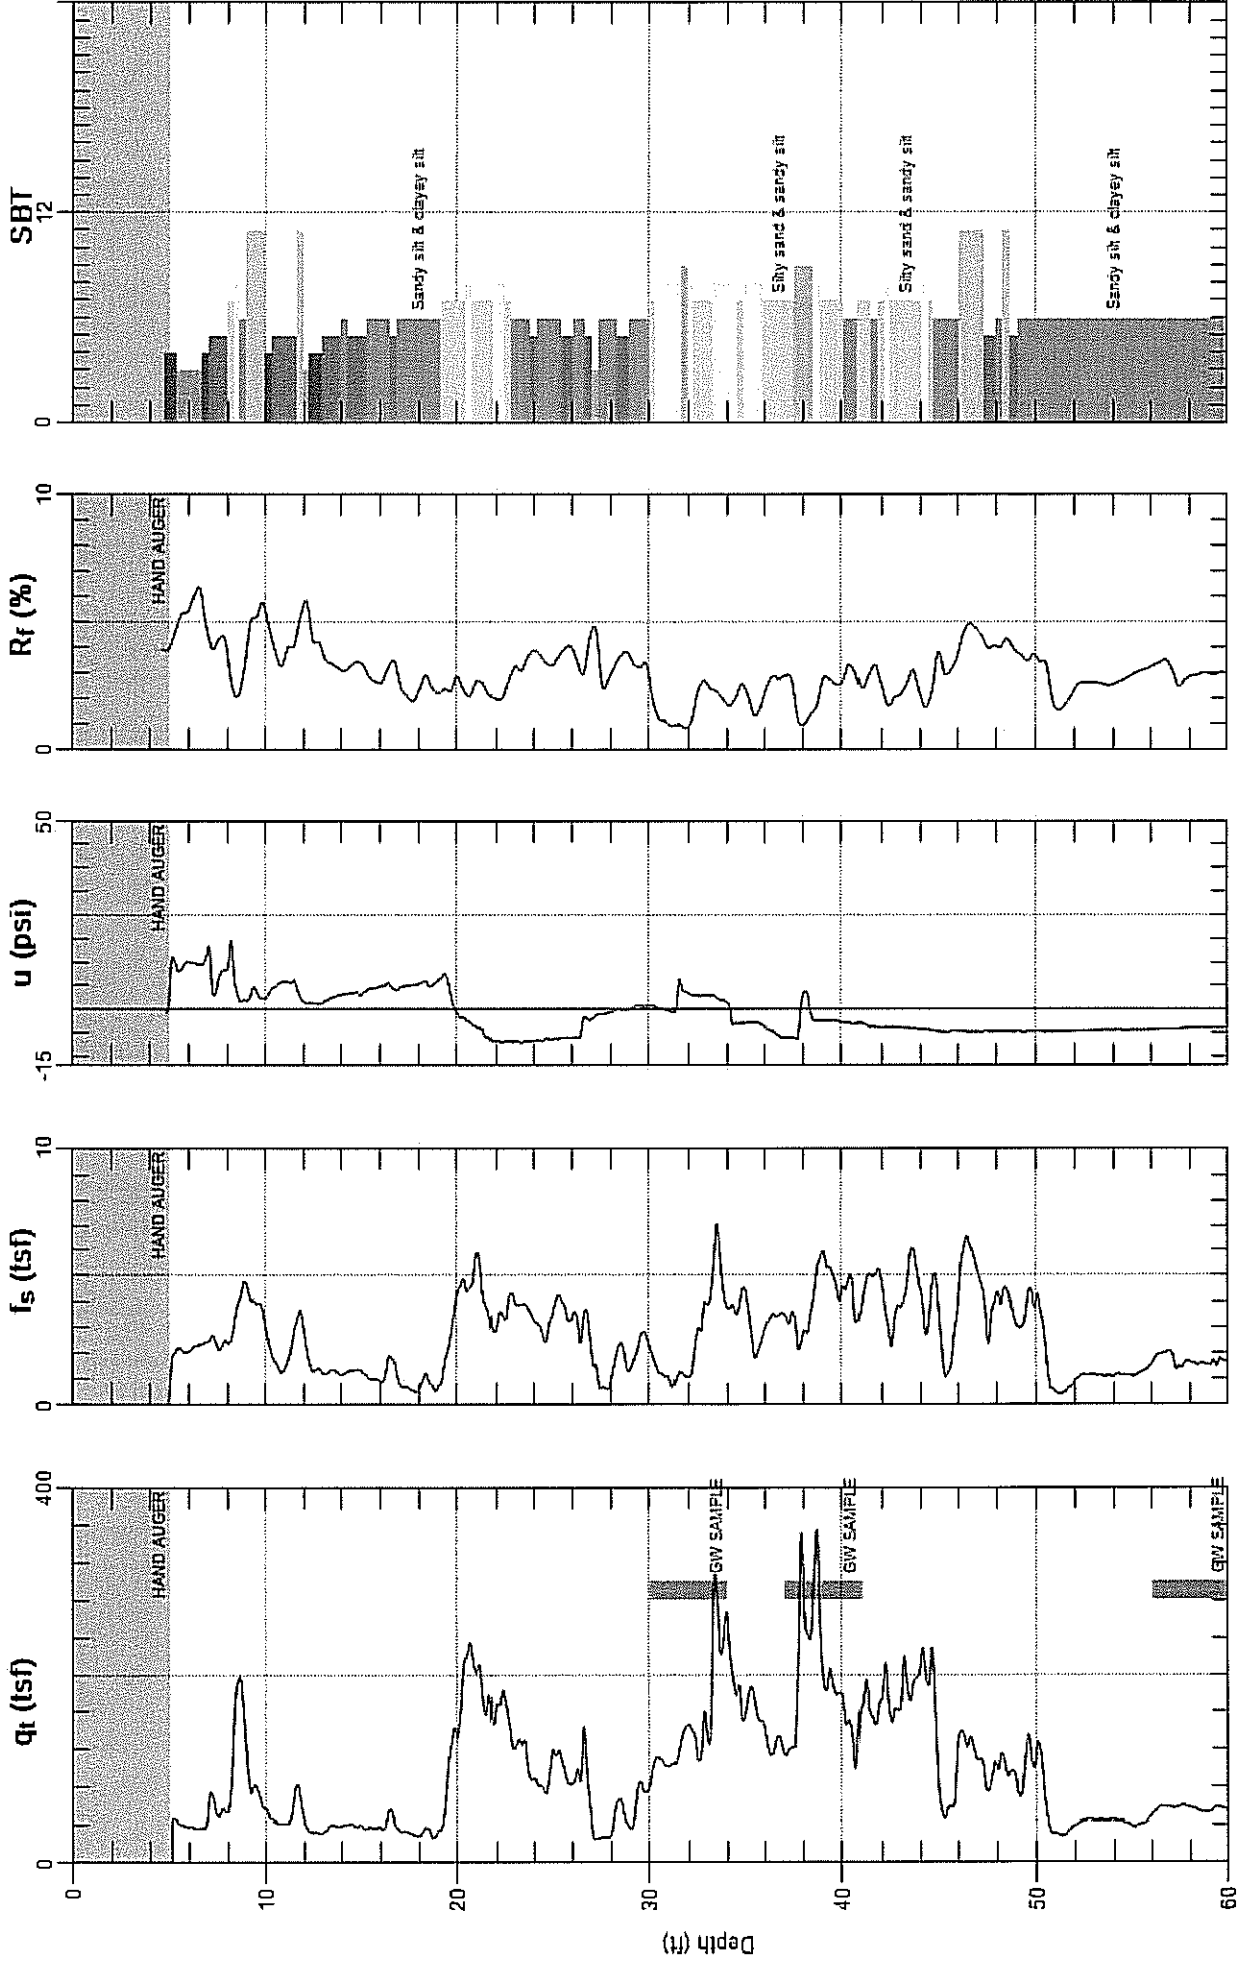 qt (tsf)
0
400
HAND AUGER
GW SAMPLE
GW SAMPLE
GW SAMPLE
0
10
20
30
40
50
60
Depth (ft)
fs (tsf)
0
10
HAND AUGER
u (psi)
-15
50
HAND AUGER
Rf (%)
0
10
HAND AUGER
SBT
0
12
Sandy silt & clayey silt
Silty sand & sandy silt
Silty sand & sandy silt
Sandy silt & clayey silt